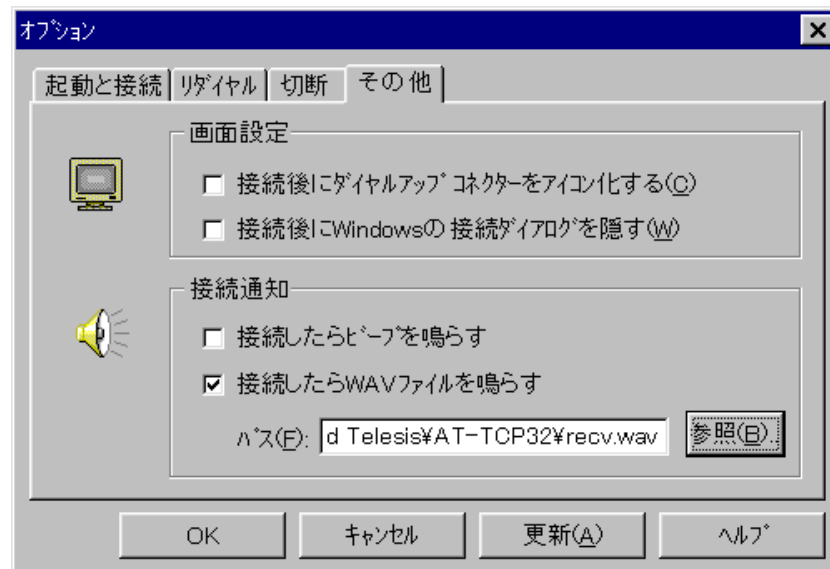 オプション
起動と接続 リダイヤル 切断 その他
画面設定
接続後にダイヤルアップコネクターをアイコン化する(C)
接続後にWindowsの接続ダイアログを隠す(W)
接続通知
接続したらビープを鳴らす
接続したらWAVファイルを鳴らす
パス(F): d Telesis¥AT-TCP32¥recv.wav 参照(B)..
OK キャンセル 更新(A) ヘルプ